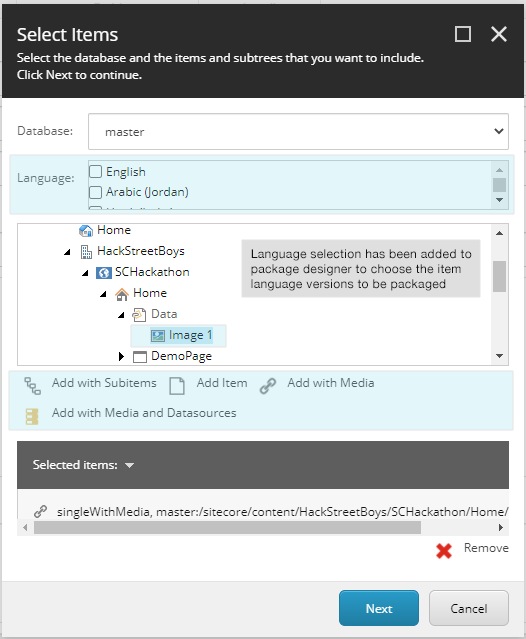 Select Items
Select the database and the items and subtrees that you want to include.
Click Next to continue.
Database:
master
Language:
English
Arabic (Jordan)
Home
HackStreetBoys
SCHackathon
Home
Data
Image 1
DemoPage
Language selection has been added to
package designer to choose the item
language versions to be packaged
Add with Subitems
Add Item
Add with Media
Add with Media and Datasources
Selected items:
singleWithMedia, master:/sitecore/content/HackStreetBoys/SCHackathon/Home/
Remove
Next
Cancel